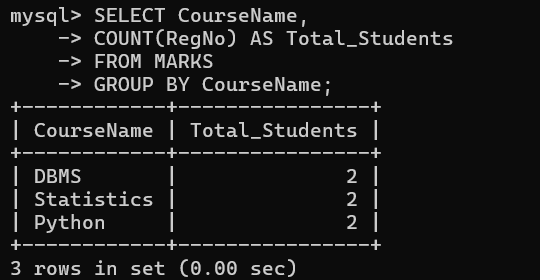 mysql> SELECT CourseName,
    -> COUNT(RegNo) AS Total_Students
    -> FROM MARKS
    -> GROUP BY CourseName;
+------------+----------------+
| CourseName | Total_Students |
+------------+----------------+
| DBMS       |              2 |
| Statistics |              2 |
| Python     |              2 |
+------------+----------------+
3 rows in set (0.00 sec)